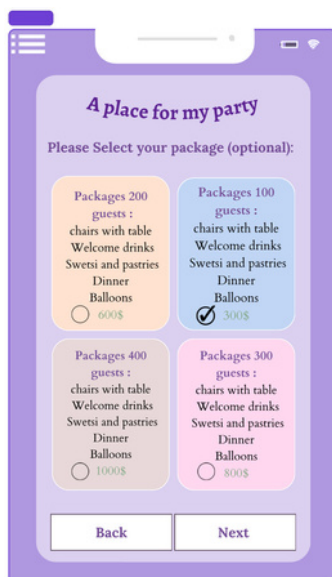 A place for my party
Please Select your package (optional):
Packages 200
guests :
chairs with table
Welcome drinks
Swetsi and pastries
Dinner
Balloons
600$
Packages 100
guests :
chairs with table
Welcome drinks
Swetsi and pastries
Dinner
Balloons
300$
Packages 400
guests :
chairs with table
Welcome drinks
Swetsi and pastries
Dinner
Balloons
1000$
Packages 300
guests :
chairs with table
Welcome drinks
Swetsi and pastries
Dinner
Balloons
800$
Back
Next